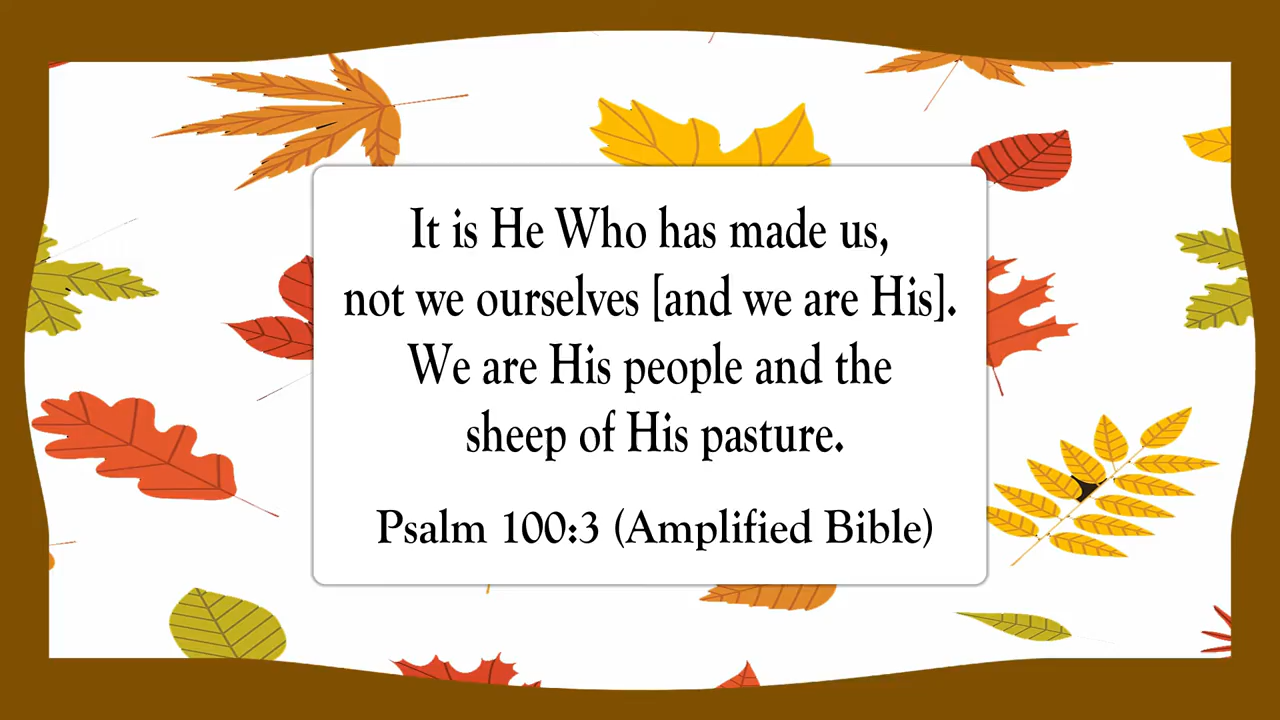 It is He Who has made us,
not we ourselves [and we are His].
We are His people and the
sheep of His pasture.
Psalm 100:3 (Amplified Bible)